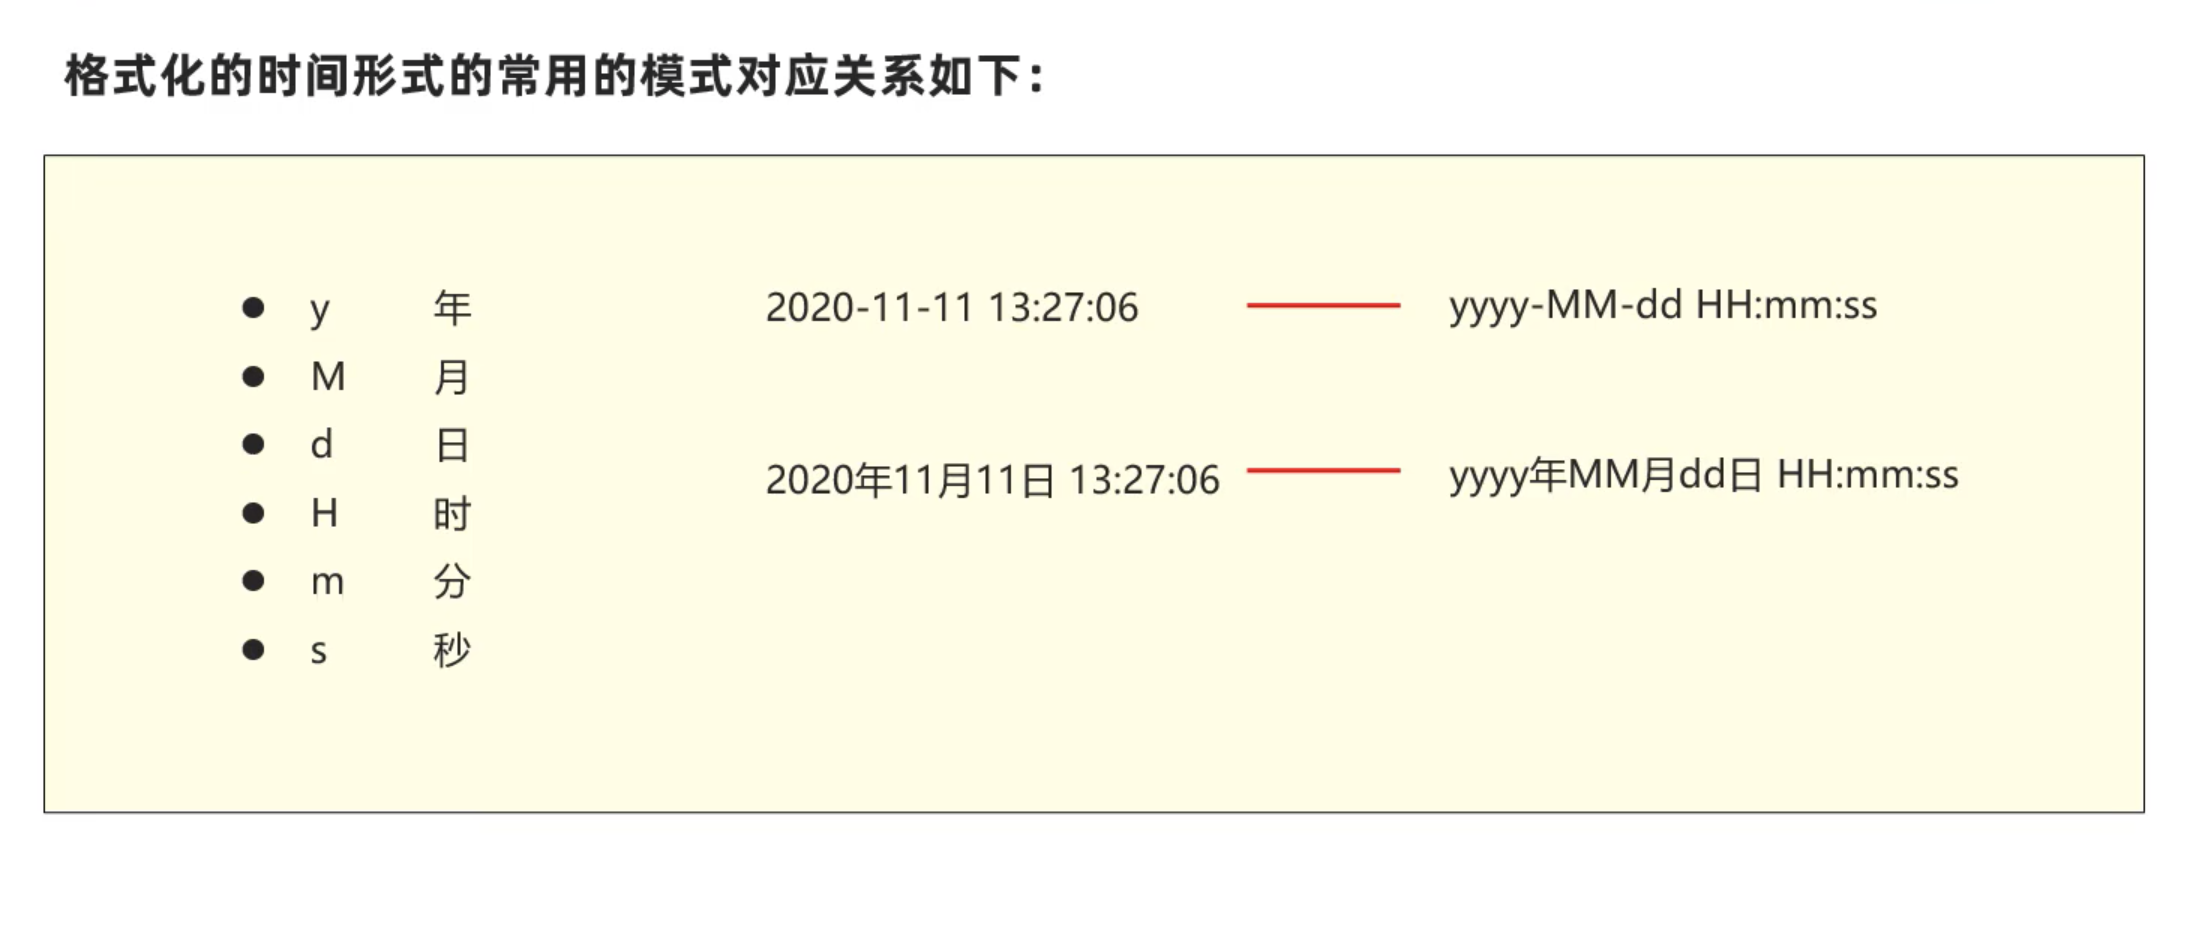 格式化的时间形式的常用的模式对应关系如下：
y 年
M 月
d 日
H 时
m 分
s 秒
2020-11-11 13:27:06 yyyy-MM-dd HH:mm:ss
2020年11月11日 13:27:06 yyyy年MM月dd日 HH:mm:ss